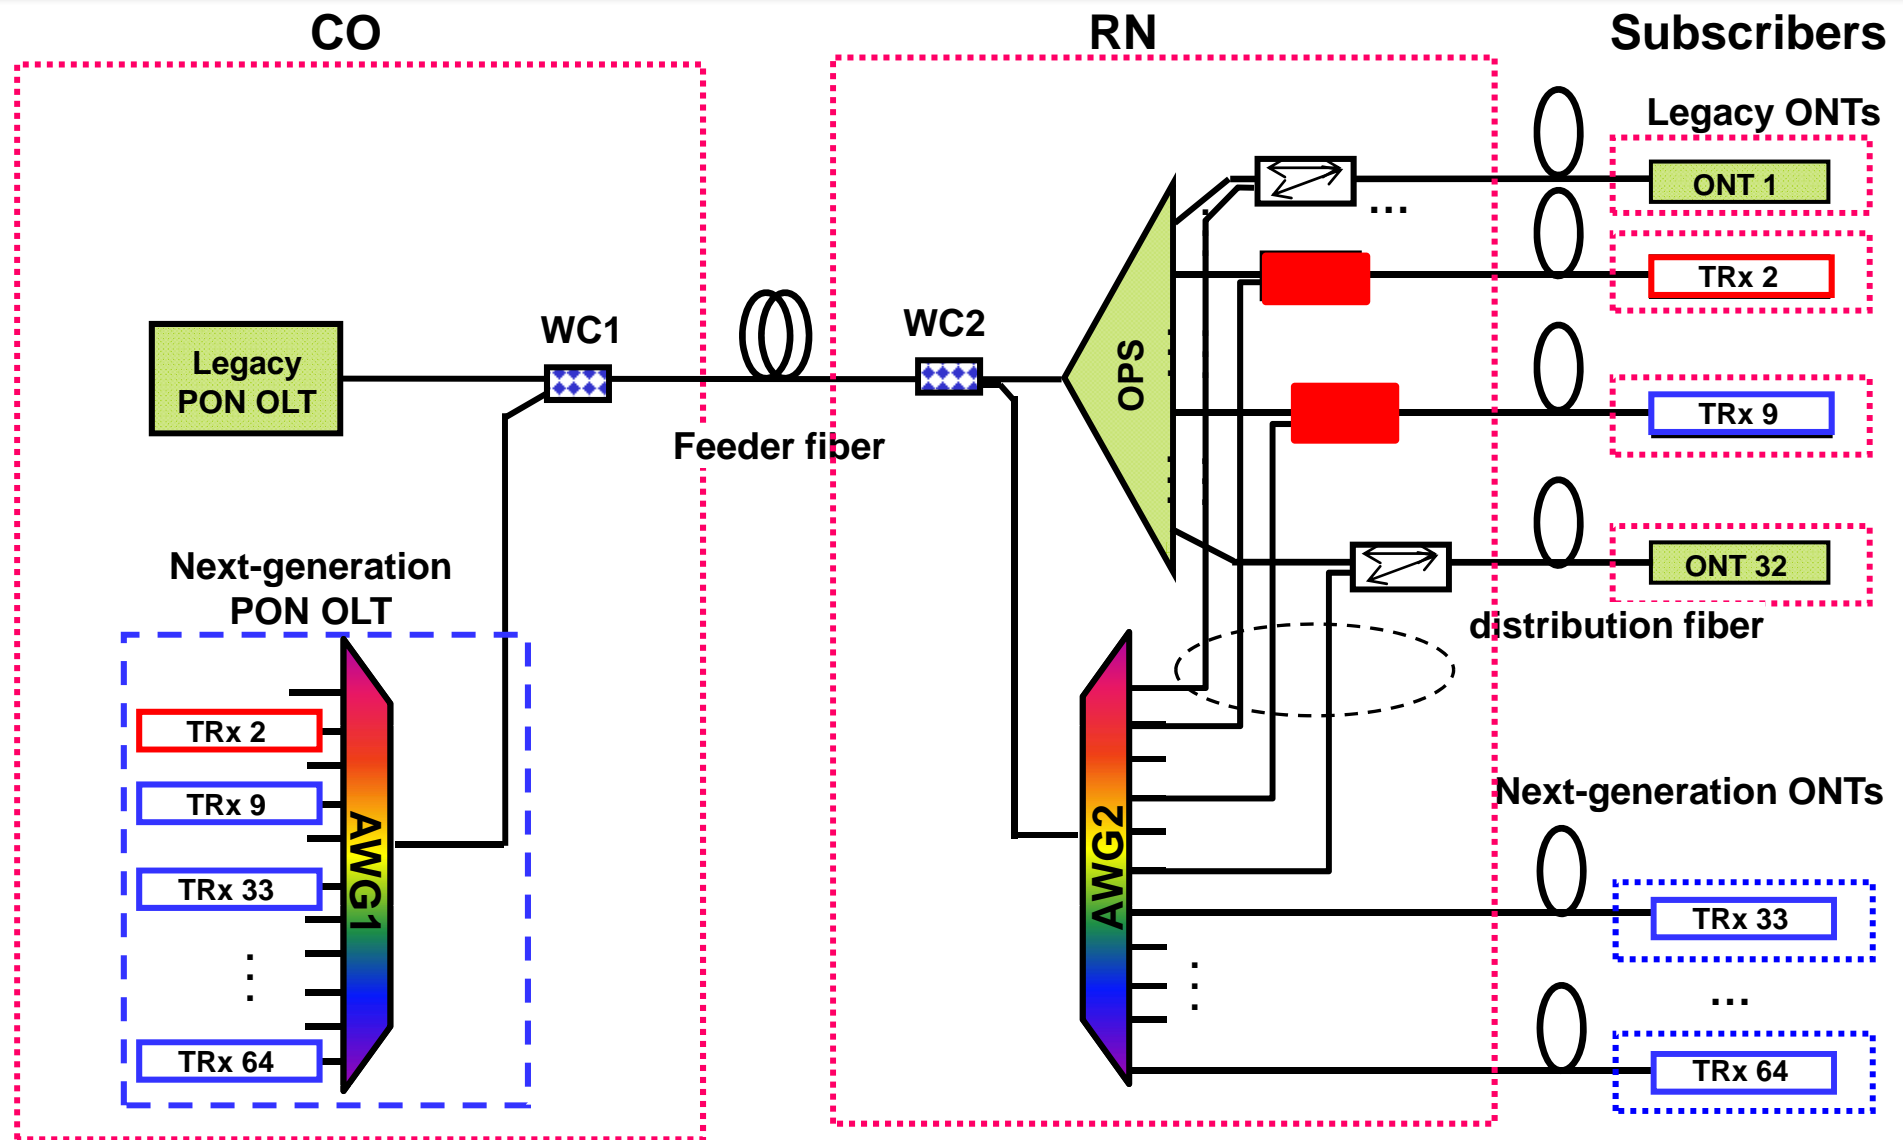 CO
RN
Subscribers
Legacy ONTs
ONT 1
...
TRx 2
WC1
WC2
Legacy
PON OLT
OPS
TRx 9
Feeder fiber
ONT 32
Next-generation
PON OLT
distribution fiber
TRx 2
TRx 9
AWG1
AWG2
Next-generation ONTs
TRx 33
TRx 33
...
...
...
TRx 64
TRx 64